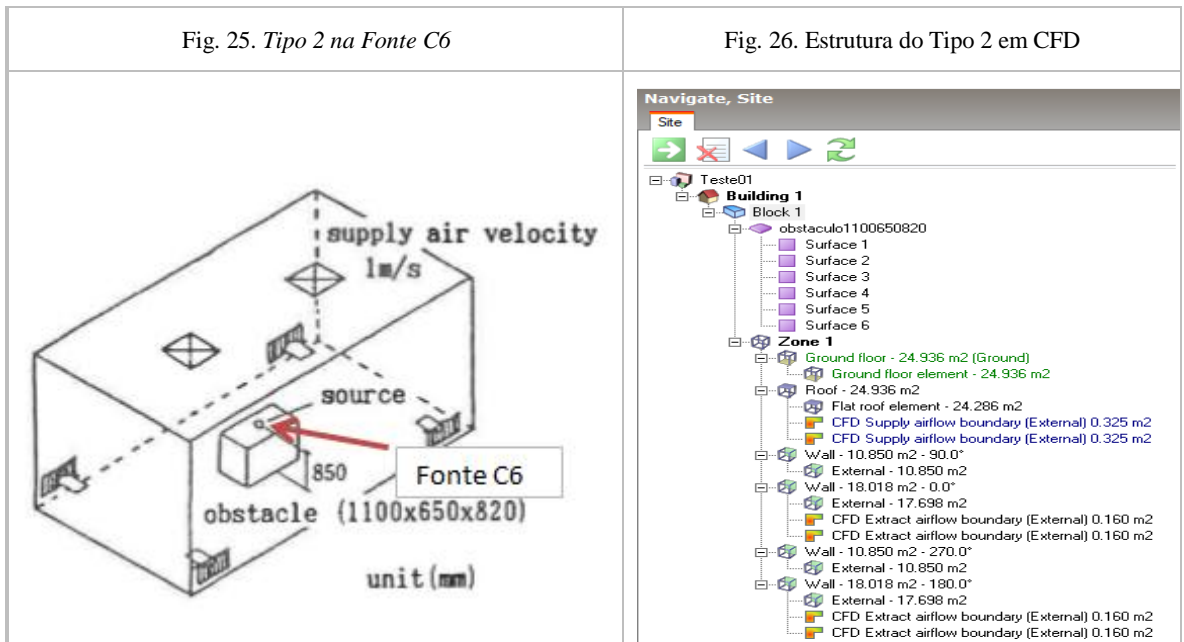 Fig. 25. Tipo 2 na Fonte C6
Fig. 26. Estrutura do Tipo 2 em CFD
supply air velocity
1m/s
source
Fonte C6
850
obstacle (1100x650x820)
unit(mm)
Navigate, Site
Site
Teste01
Building 1
Block 1
obstaculo1100650820
Surface 1
Surface 2
Surface 3
Surface 4
Surface 5
Surface 6
Zone 1
Ground floor - 24.936 m2 (Ground)
Ground floor element - 24.936 m2
Roof - 24.936 m2
Flat roof element - 24.286 m2
CFD Supply airflow boundary (External) 0.325 m2
CFD Supply airflow boundary (External) 0.325 m2
Wall - 10.850 m2 - 90.0°
External - 10.850 m2
Wall - 18.018 m2 - 0.0°
External - 17.698 m2
CFD Extract airflow boundary (External) 0.160 m2
CFD Extract airflow boundary (External) 0.160 m2
Wall - 10.850 m2 - 270.0°
External - 10.850 m2
Wall - 18.018 m2 - 180.0°
External - 17.698 m2
CFD Extract airflow boundary (External) 0.160 m2
CFD Extract airflow boundary (External) 0.160 m2